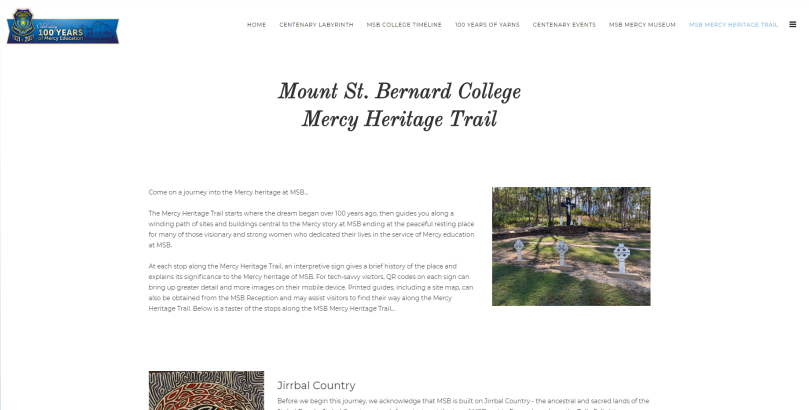 Celebrating
100 YEARS
of Mercy Education
HOME CENTENARY LABYRINTH MSB COLLEGE TIMELINE 100 YEARS OF YARNS CENTENARY EVENTS MSB MERCY MUSEUM MSB MERCY HERITAGE TRAIL
Mount St. Bernard College
Mercy Heritage Trail
Come on a journey into the Mercy heritage at MSB...
The Mercy Heritage Trail starts where the dream began over 100 years ago, then guides you along a
winding path of sites and buildings central to the Mercy story at MSB ending at the peaceful resting place
for many of those visionary and strong women who dedicated their lives in the service of Mercy education
at MSB.
At each stop along the Mercy Heritage Trail, an interpretive sign gives a brief history of the place and
explains its significance to the Mercy heritage of MSB. For tech-savvy visitors, QR codes on each sign can
bring up greater detail and more images on their mobile device. Printed guides, including a site map, can
also be obtained from the MSB Reception and may assist visitors to find their way along the Mercy
Heritage Trail. Below is a taster of the stops along the MSB Mercy Heritage Trail...
Jirrbal Country
Before we begin this journey, we acknowledge that MSB is built on Jirrbal Country - the ancestral and sacred lands of the